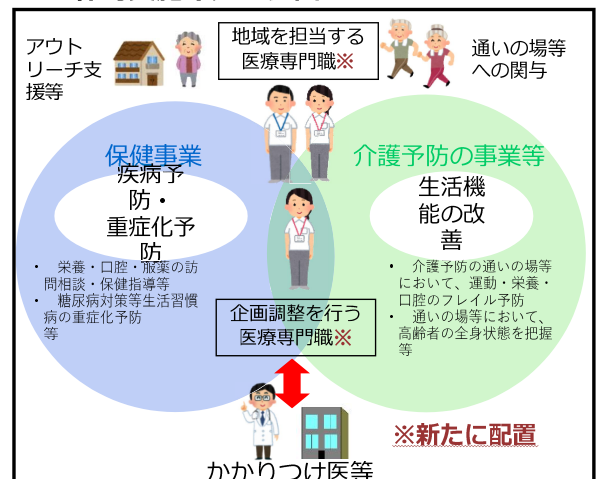 アウト
リーチ支
援等
地域を担当する
医療専門職※
通いの場等
への関与
保健事業
疾病予
防・
重症化予
防
• 栄養・口腔・服薬の訪
問相談・保健指導等
• 糖尿病対策等生活習慣
病の重症化予防
等
介護予防の事業等
生活機
能の改
善
• 介護予防の通いの場等
において、運動・栄養・
口腔のフレイル予防
• 通いの場等において、
高齢者の全身状態を把握
等
企画調整を行う
医療専門職※
※新たに配置
かかりつけ医等